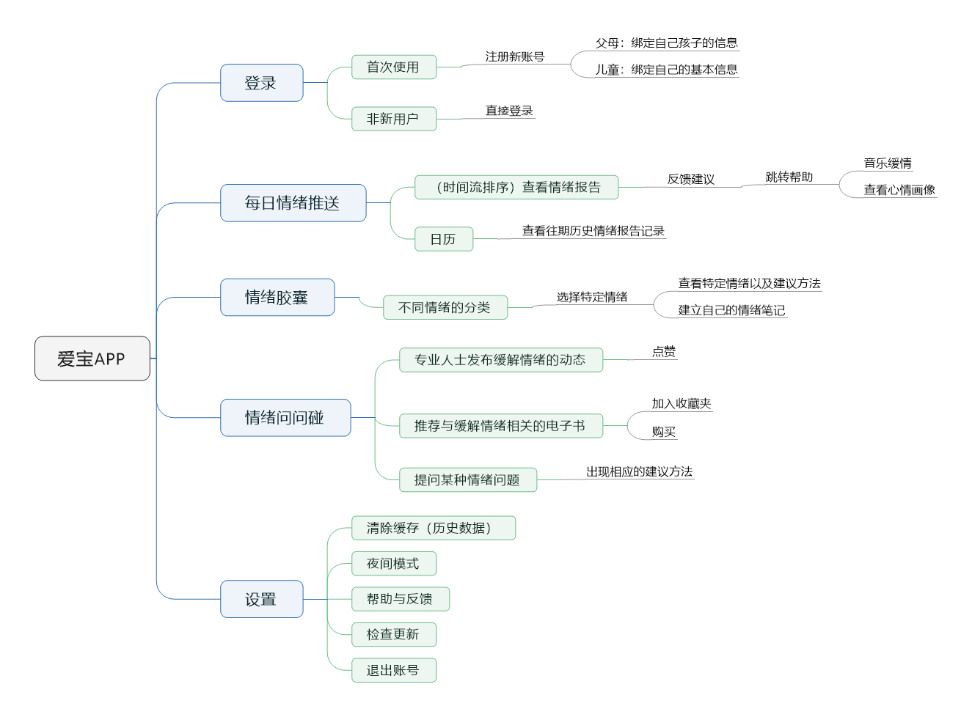 爱宝APP
登录
首次使用
注册新账号
父母：绑定自己孩子的信息
儿童：绑定自己的基本信息
非新用户
直接登录
每日情绪推送
（时间流排序）查看情绪报告
反馈建议
跳转帮助
音乐缓情
查看心情画像
日历
查看往期历史情绪报告记录
情绪胶囊
不同情绪的分类
选择特定情绪
查看特定情绪以及建议方法
建立自己的情绪笔记
情绪问问碰
专业人士发布缓解情绪的动态
点赞
推荐与缓解情绪相关的电子书
加入收藏夹
购买
提问某种情绪问题
出现相应的建议方法
设置
清除缓存（历史数据）
夜间模式
帮助与反馈
检查更新
退出账号